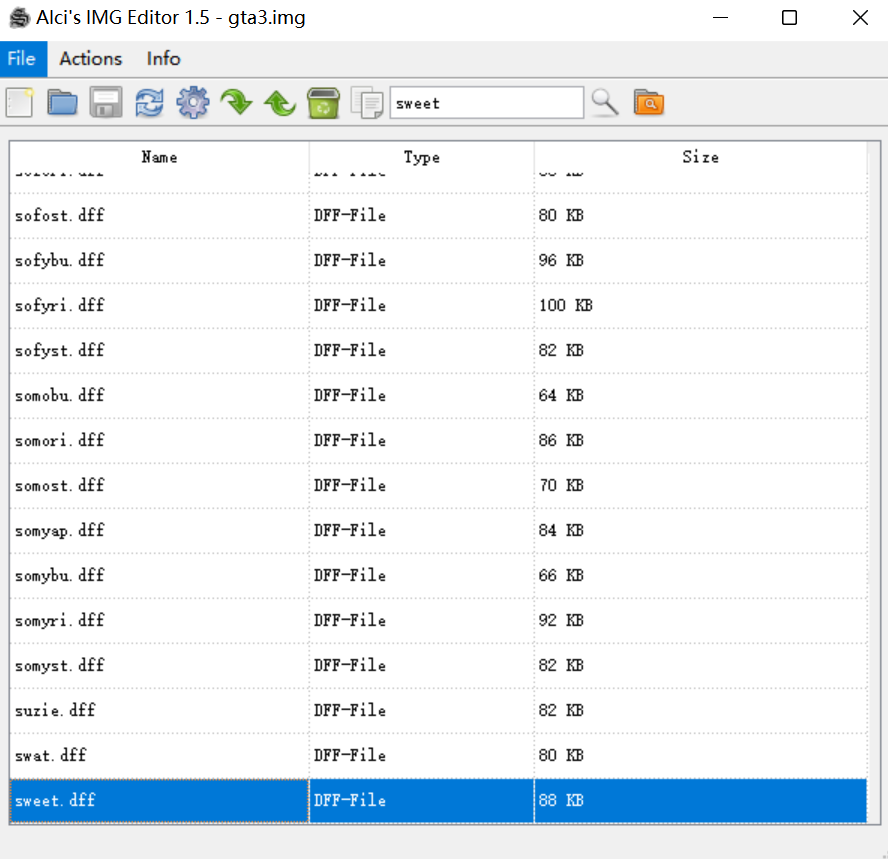 Alci's IMG Editor 1.5 - gta3.img
File Actions Info
sweet
Name Type Size
sofost.dff DFF-File 80 KB
sofybu.dff DFF-File 96 KB
sofyri.dff DFF-File 100 KB
sofyst.dff DFF-File 82 KB
somobu.dff DFF-File 64 KB
somori.dff DFF-File 86 KB
somost.dff DFF-File 70 KB
somyap.dff DFF-File 84 KB
somybu.dff DFF-File 66 KB
somyri.dff DFF-File 92 KB
somyst.dff DFF-File 82 KB
suzie.dff DFF-File 82 KB
swat.dff DFF-File 80 KB
sweet.dff DFF-File 88 KB